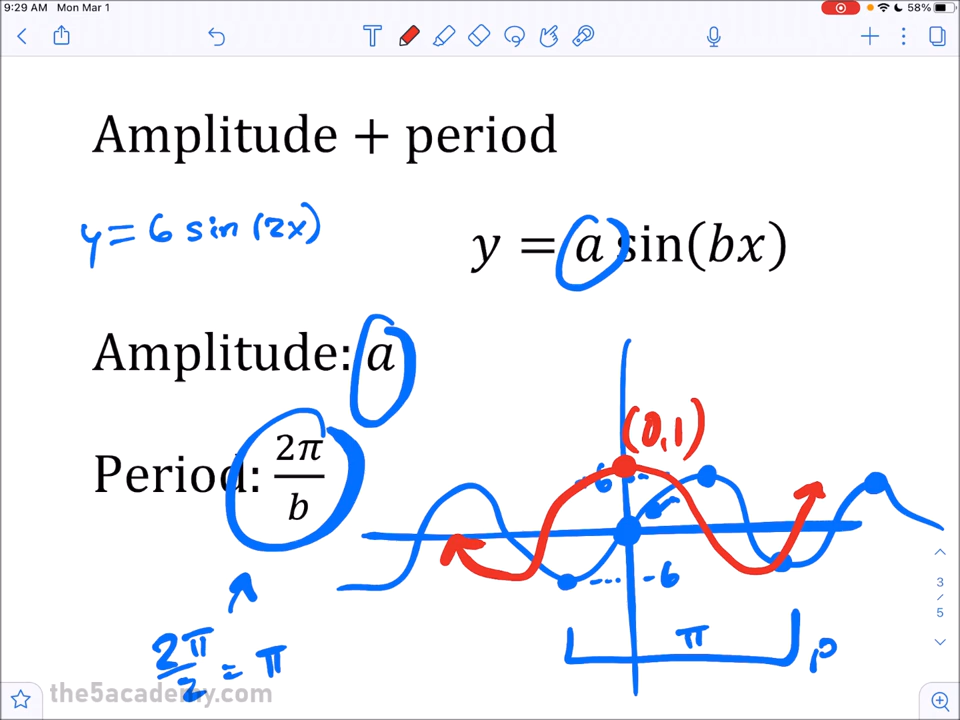 9:29 AM Mon Mar 1 58%
T
Amplitude + period
y = 6 sin (2x)
y = a sin(bx)
Amplitude: a
(0,1)
Period: 2π/b
6
-6
3
/
5
π
2π/2 = π
P
the5academy.com